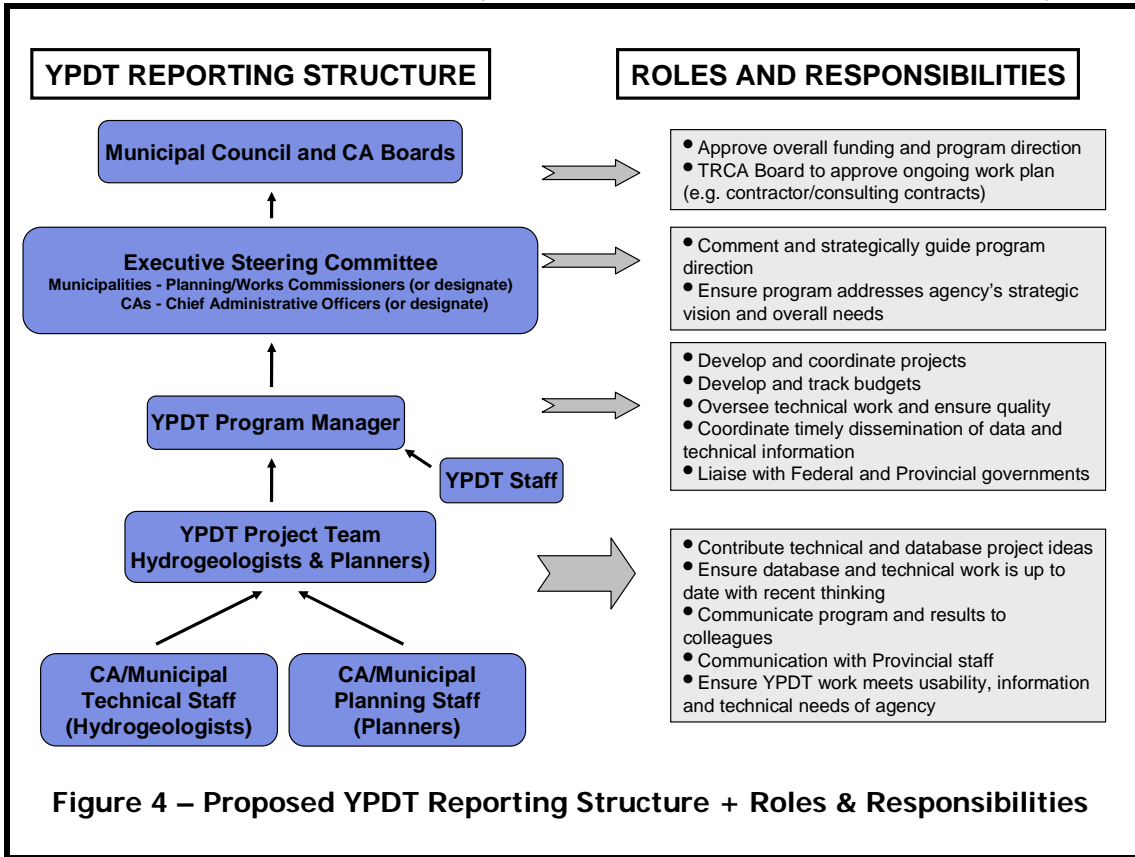 YPDT REPORTING STRUCTURE
ROLES AND RESPONSIBILITIES
Municipal Council and CA Boards
• Approve overall funding and program direction
• TRCA Board to approve ongoing work plan
(e.g. contractor/consulting contracts)
Executive Steering Committee
Municipalities - Planning/Works Commissioners (or designate)
CAs - Chief Administrative Officers (or designate)
• Comment and strategically guide program
direction
• Ensure program addresses agency's strategic
vision and overall needs
YPDT Program Manager
YPDT Staff
• Develop and coordinate projects
• Develop and track budgets
• Oversee technical work and ensure quality
• Coordinate timely dissemination of data and
technical information
• Liaise with Federal and Provincial governments
YPDT Project Team
Hydrogeologists & Planners)
• Contribute technical and database project ideas
• Ensure database and technical work is up to
date with recent thinking
• Communicate program and results to
colleagues
• Communication with Provincial staff
• Ensure YPDT work meets usability, information
and technical needs of agency
CA/Municipal
Technical Staff
(Hydrogeologists)
CA/Municipal
Planning Staff
(Planners)
Figure 4 – Proposed YPDT Reporting Structure + Roles & Responsibilities